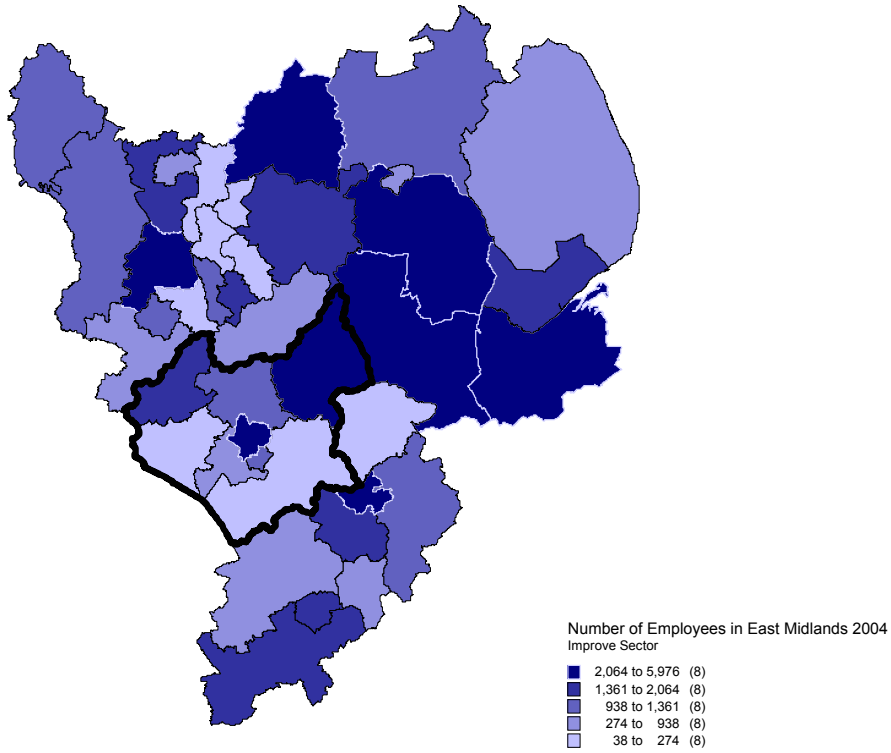 Number of Employees in East Midlands 2004
Improve Sector
2,064 to 5,976 (8)
1,361 to 2,064 (8)
938 to 1,361 (8)
274 to 938 (8)
38 to 274 (8)